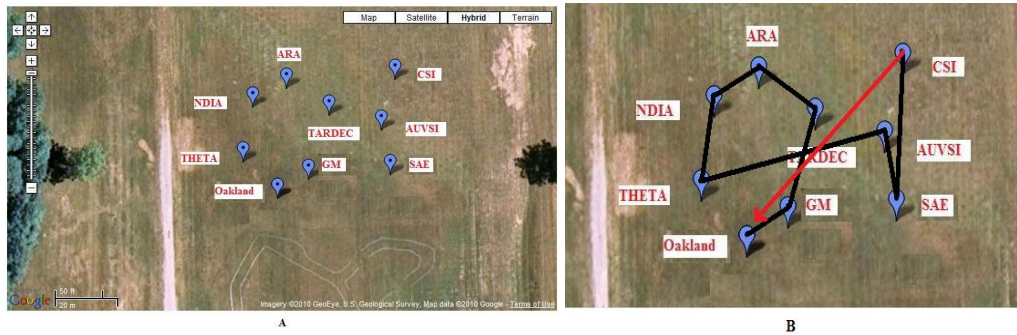 Map Satellite Hybrid Terrain
ARA
CSI
NDIA
TARDEC
AUVSI
THETA
GM
SAE
Oakland
50 ft
20 m
Google
Imagery ©2010 GeoEye, U.S. Geological Survey, Map data ©2010 Google - Terms of Use
A
ARA
CSI
NDIA
TARDEC
AUVSI
THETA
GM
SAE
Oakland
B